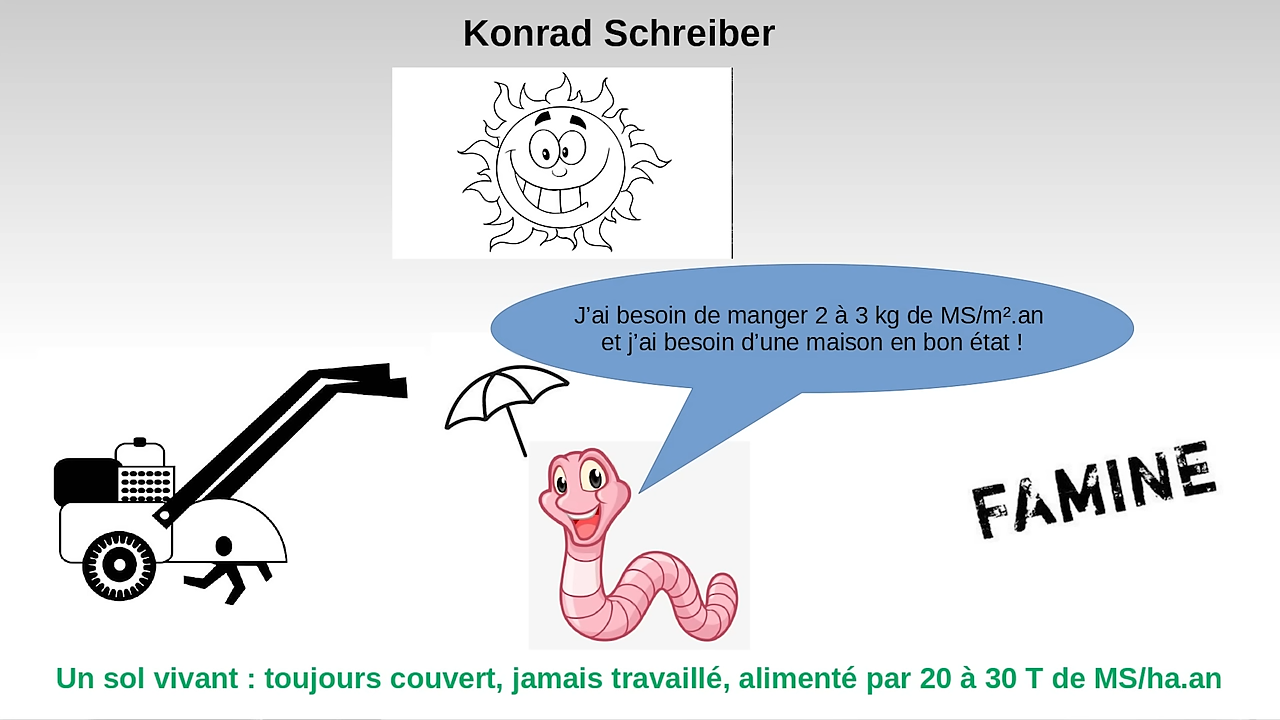 Konrad Schreiber
J’ai besoin de manger 2 à 3 kg de MS/m².an
et j’ai besoin d’une maison en bon état !
FAMINE
Un sol vivant : toujours couvert, jamais travaillé, alimenté par 20 à 30 T de MS/ha.an